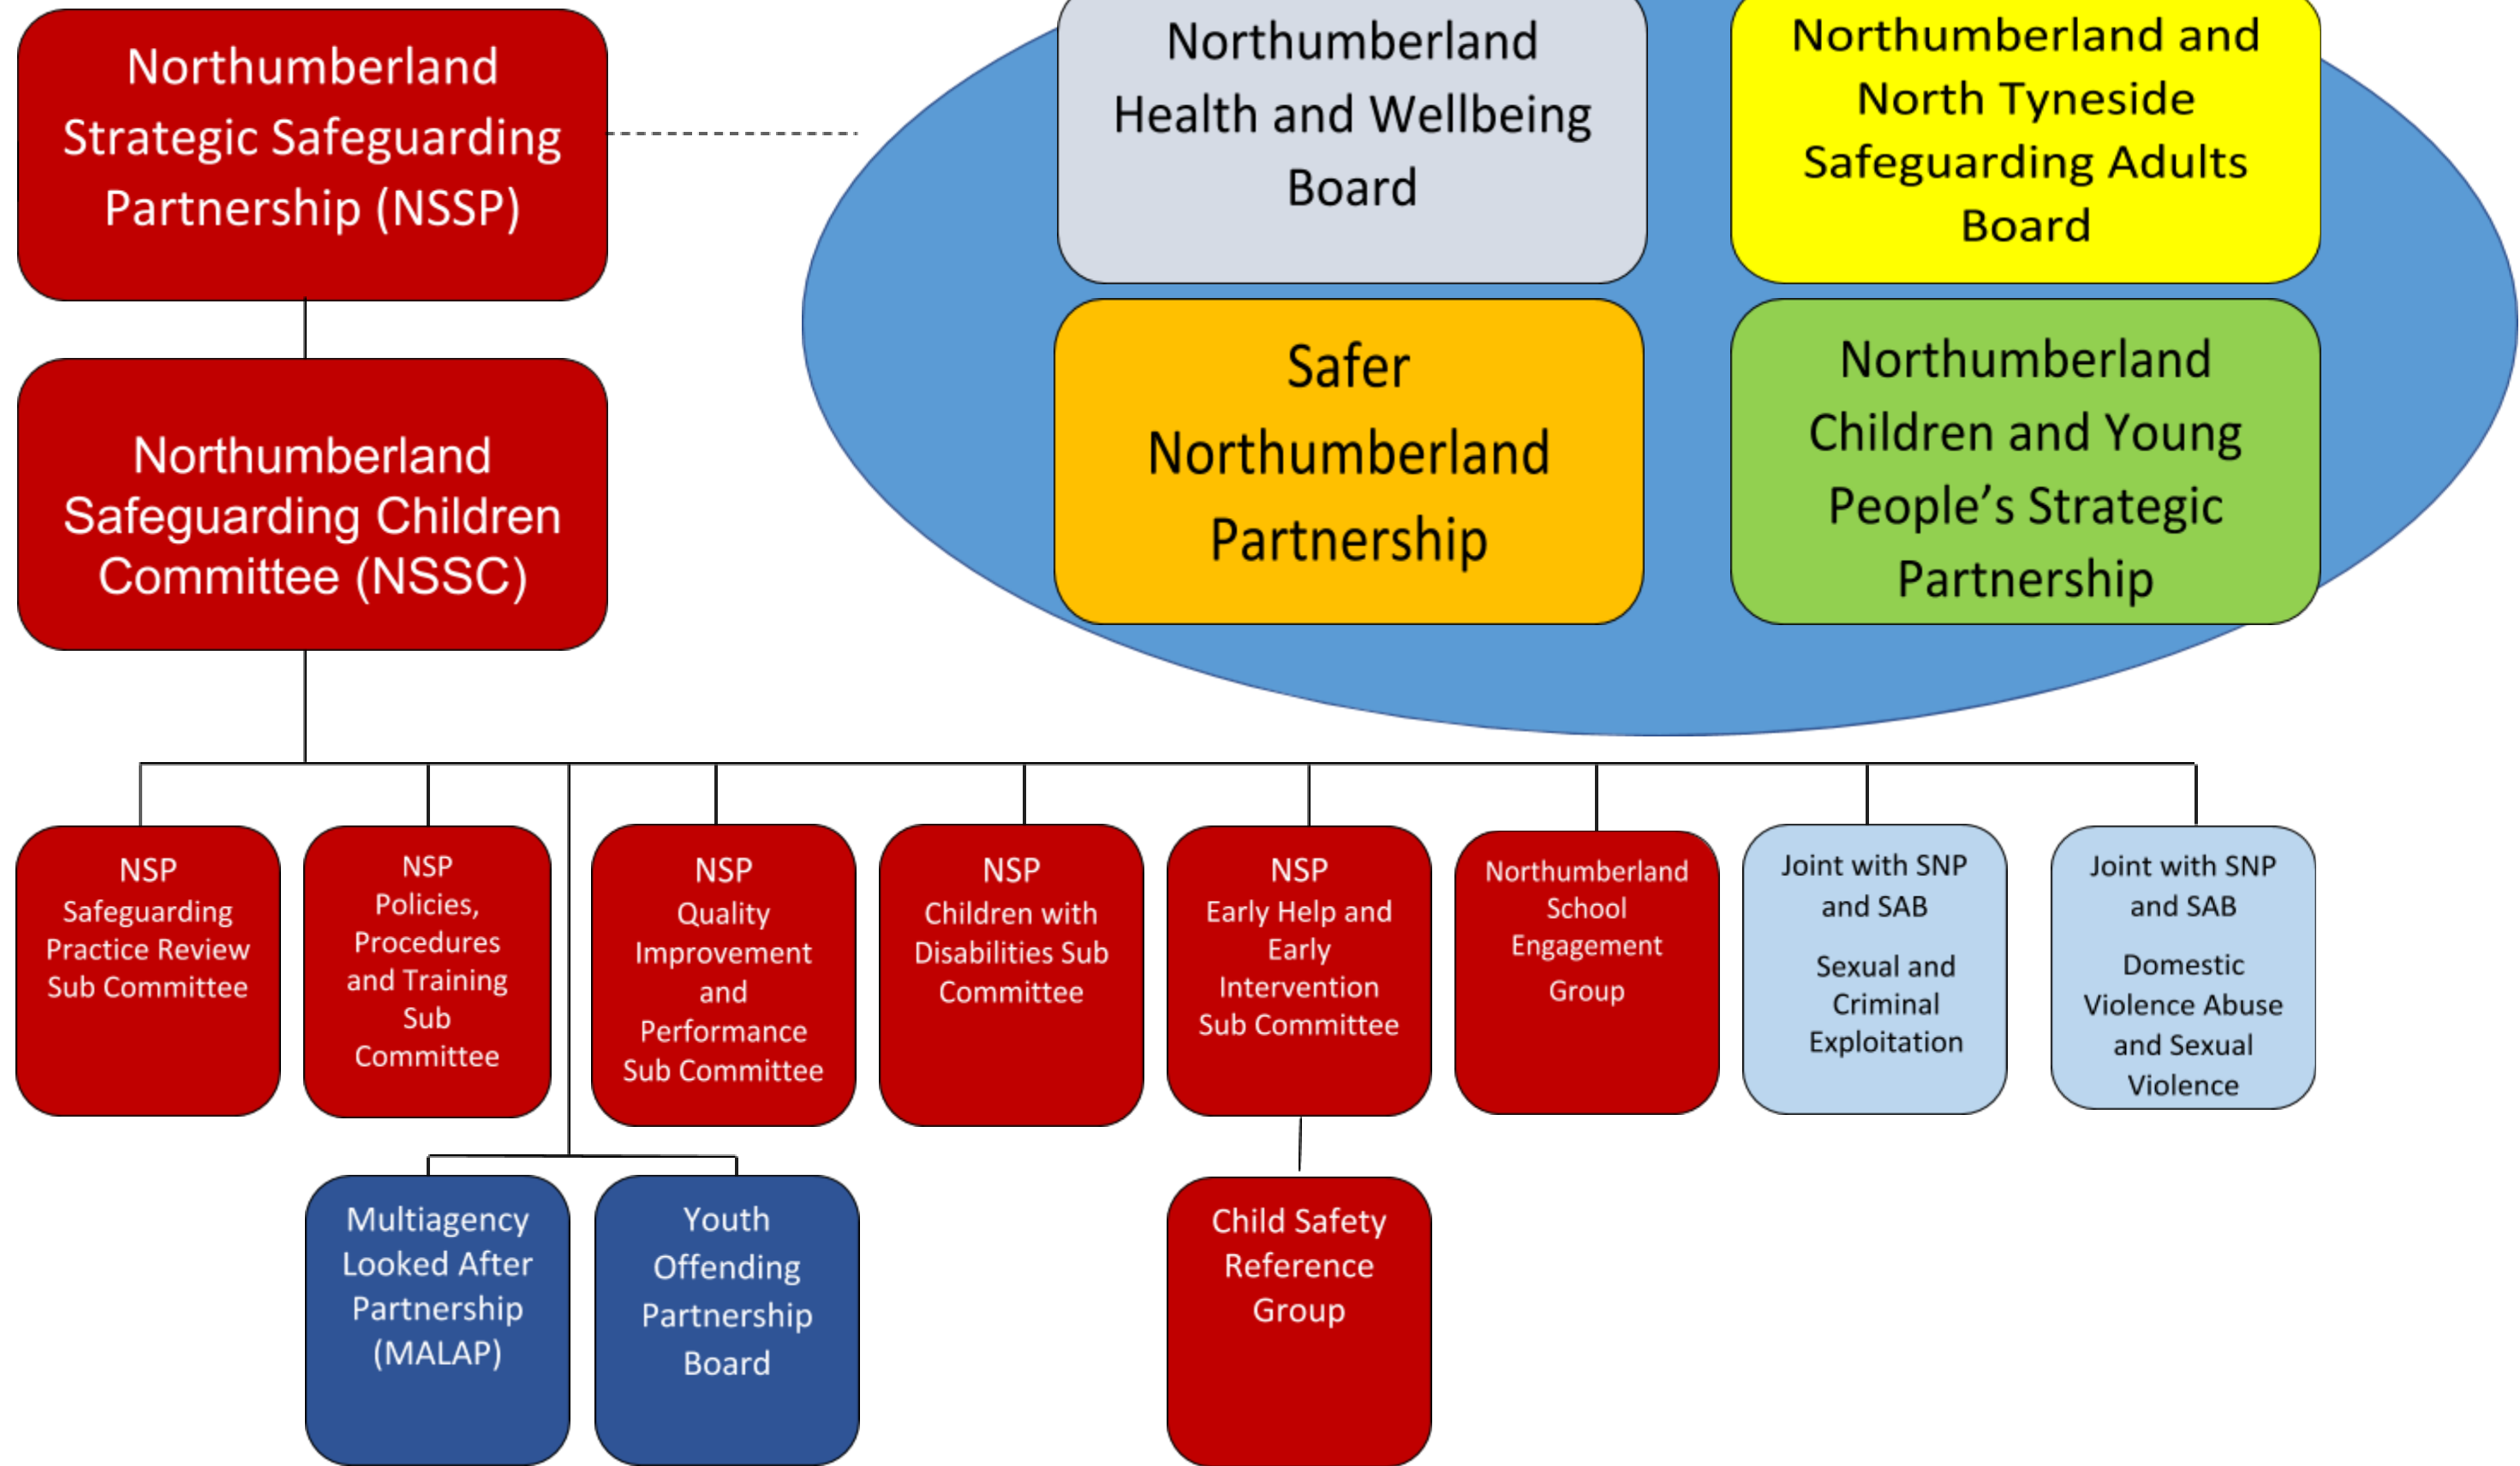 Northumberland
Strategic Safeguarding
Partnership (NSSP)
Northumberland
Health and Wellbeing
Board
Northumberland and
North Tyneside
Safeguarding Adults
Board
Northumberland
Safeguarding Children
Committee (NSSC)
Safer
Northumberland
Partnership
Northumberland
Children and Young
People’s Strategic
Partnership
NSP
Safeguarding
Practice Review
Sub Committee
NSP
Policies,
Procedures
and Training
Sub
Committee
NSP
Quality
Improvement
and
Performance
Sub Committee
NSP
Children with
Disabilities Sub
Committee
NSP
Early Help and
Early
Intervention
Sub Committee
Northumberland
School
Engagement
Group
Joint with SNP
and SAB
Sexual and
Criminal
Exploitation
Joint with SNP
and SAB
Domestic
Violence Abuse
and Sexual
Violence
Multiagency
Looked After
Partnership
(MALAP)
Youth
Offending
Partnership
Board
Child Safety
Reference
Group